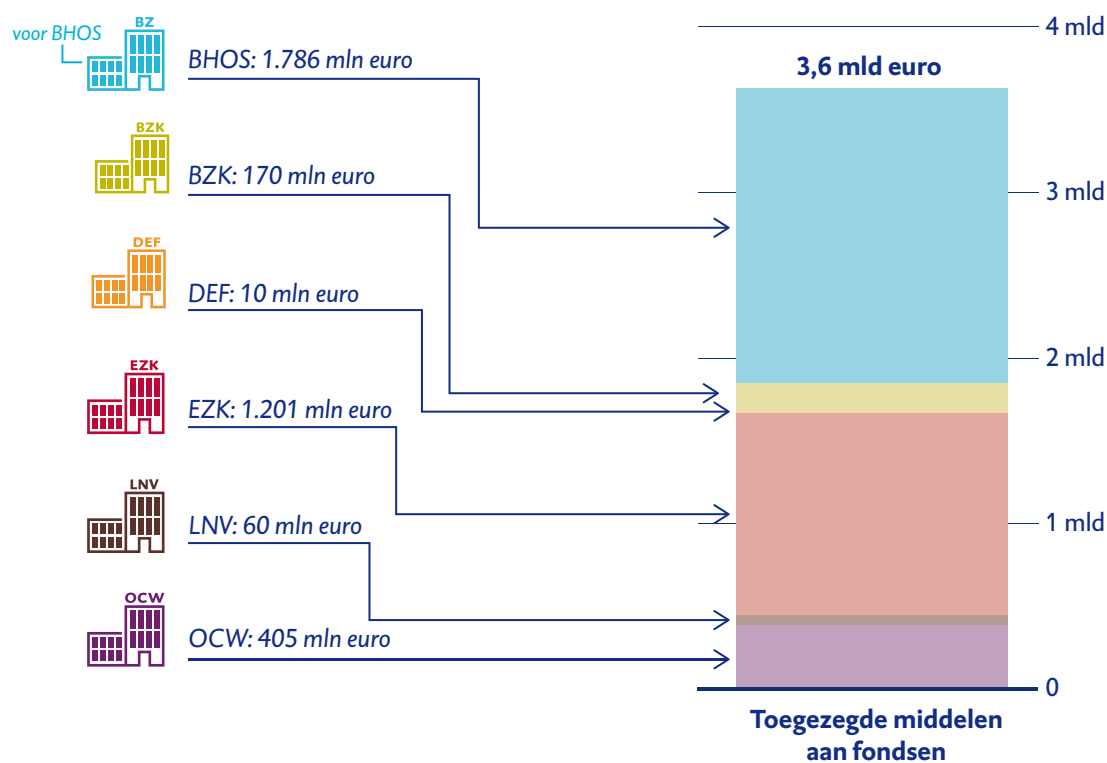 voor BHOS
BZ
BHOS: 1.786 mln euro
BZK
BZK: 170 mln euro
DEF
DEF: 10 mln euro
EZK
EZK: 1.201 mln euro
LNV
LNV: 60 mln euro
OCW
OCW: 405 mln euro
4 mld
3,6 mld euro
3 mld
2 mld
1 mld
0
Toegezegde middelen
aan fondsen